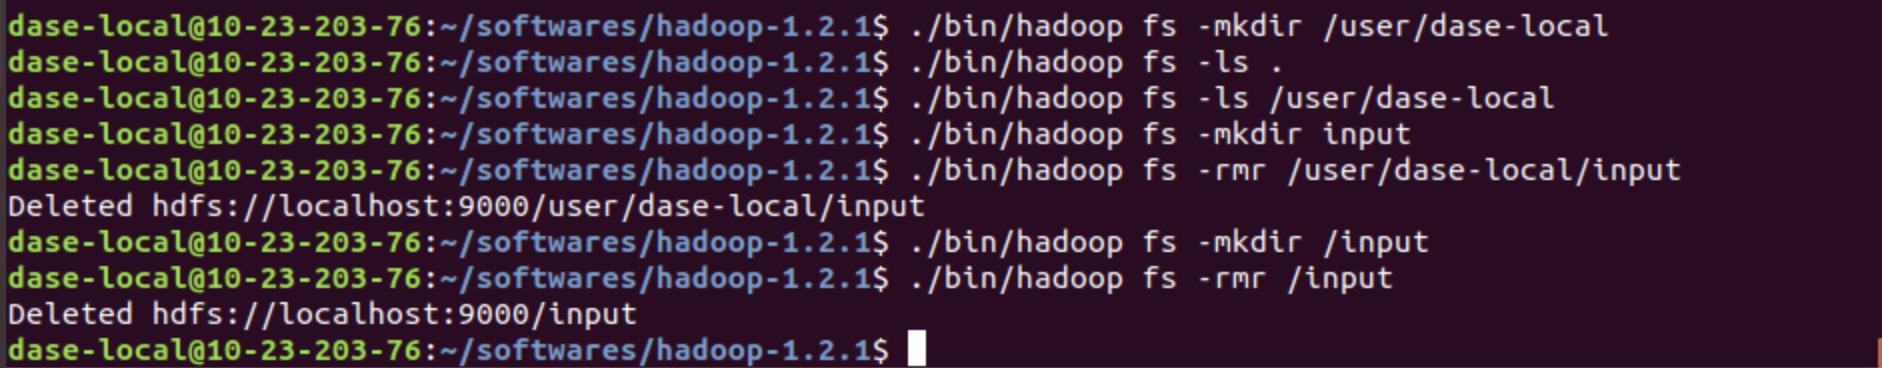 dase-local@10-23-203-76:~/softwares/hadoop-1.2.1$ ./bin/hadoop fs -mkdir /user/dase-local
dase-local@10-23-203-76:~/softwares/hadoop-1.2.1$ ./bin/hadoop fs -ls .
dase-local@10-23-203-76:~/softwares/hadoop-1.2.1$ ./bin/hadoop fs -ls /user/dase-local
dase-local@10-23-203-76:~/softwares/hadoop-1.2.1$ ./bin/hadoop fs -mkdir input
dase-local@10-23-203-76:~/softwares/hadoop-1.2.1$ ./bin/hadoop fs -rmr /user/dase-local/input
Deleted hdfs://localhost:9000/user/dase-local/input
dase-local@10-23-203-76:~/softwares/hadoop-1.2.1$ ./bin/hadoop fs -mkdir /input
dase-local@10-23-203-76:~/softwares/hadoop-1.2.1$ ./bin/hadoop fs -rmr /input
Deleted hdfs://localhost:9000/input
dase-local@10-23-203-76:~/softwares/hadoop-1.2.1$